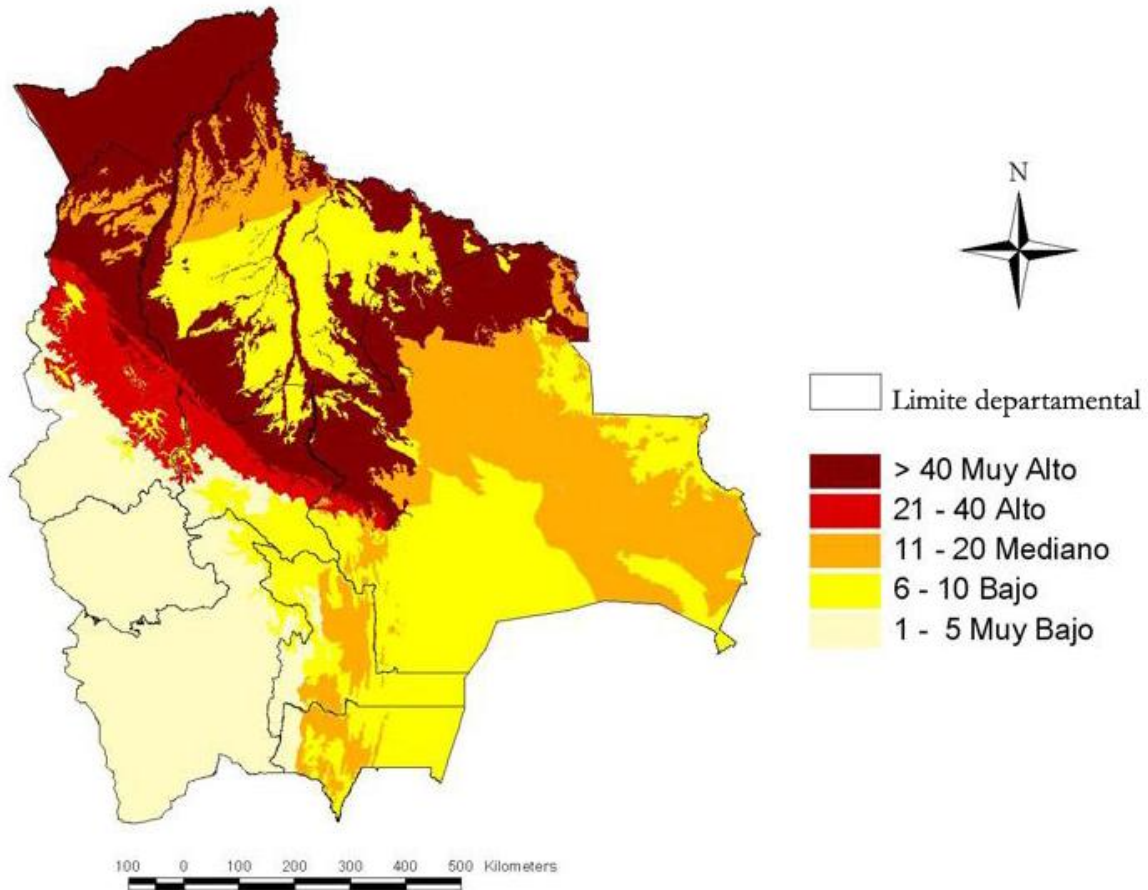 N
Limite departamental
> 40 Muy Alto
21 - 40 Alto
11 - 20 Mediano
6 - 10 Bajo
1 - 5 Muy Bajo
100 0 100 200 300 400 500 Kilometers